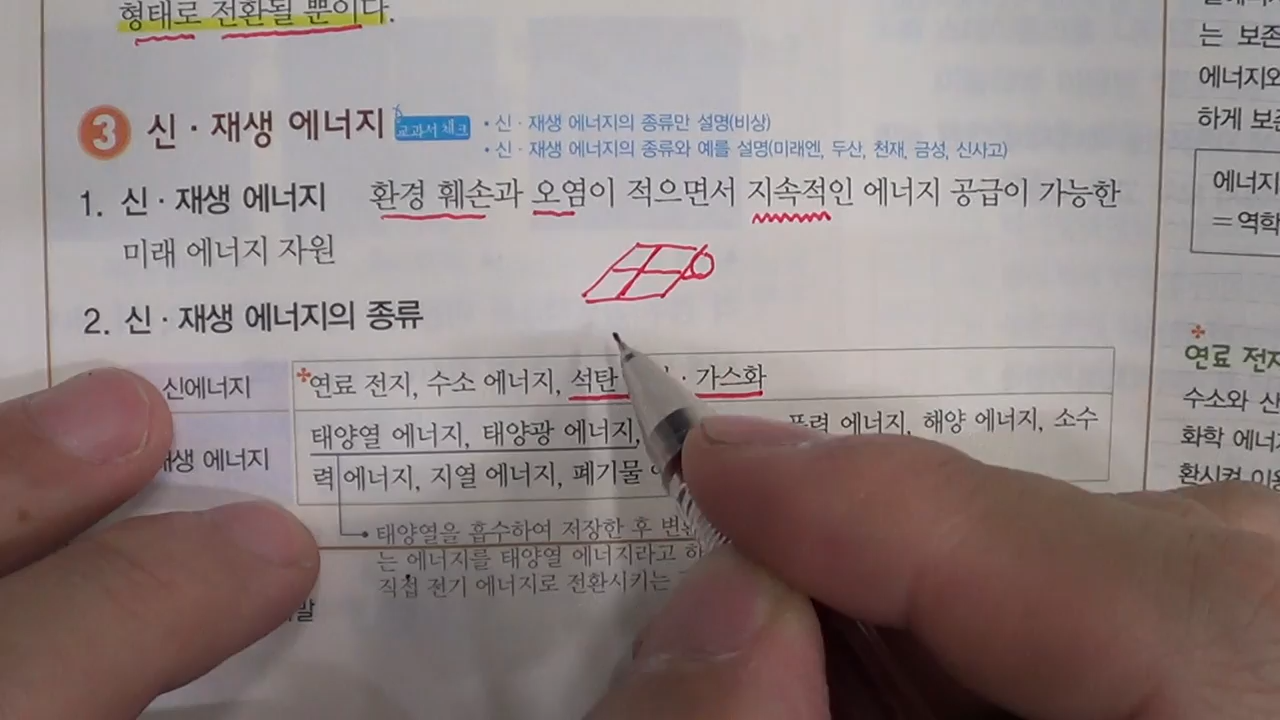 형태로 전환될 뿐이다.
3 신 · 재생 에너지 교과서 체크
• 신 · 재생 에너지의 종류만 설명(비상)
• 신 · 재생 에너지의 종류와 예를 설명(미래엔, 두산, 천재, 금성, 신사고)
1. 신 · 재생 에너지 환경 훼손과 오염이 적으면서 지속적인 에너지 공급이 가능한
미래 에너지 자원
2. 신 · 재생 에너지의 종류
신에너지 *연료 전지, 수소 에너지, 석탄 · 가스화
재생 에너지 태양열 에너지, 태양광 에너지, 풍력 에너지, 해양 에너지, 소수
력 에너지, 지열 에너지, 폐기물
• 태양열을 흡수하여 저장한 후
는 에너지를 태양열 에너지라고
직접 전기 에너지로 전환시키는
는 보존
에너지와
하게 보존
에너지
= 역학
*
연료 전지
수소와 산
화학 에너
환시켜 이용